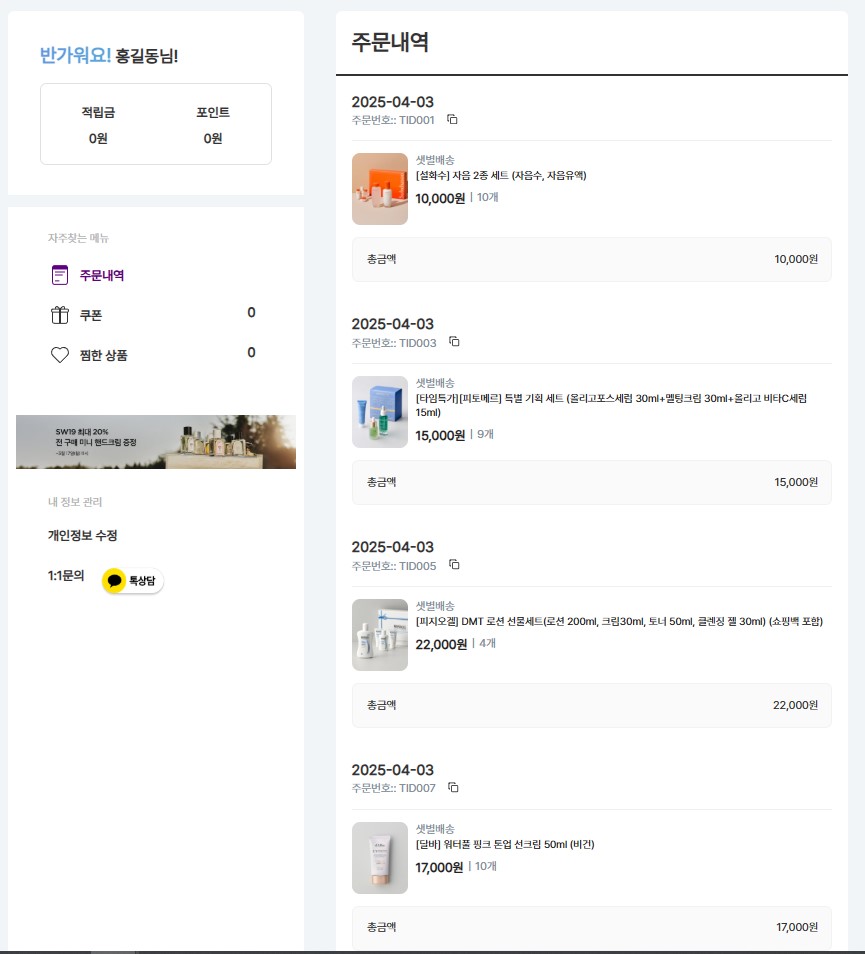 반가워요! 홍길동님!
적립금
포인트
0원
0원
자주찾는 메뉴
주문내역
쿠폰
0
찜한 상품
0
SW19 최대 20%
전 구매 미니 핸드크림 증정
내 정보 관리
개인정보 수정
1:1문의
톡상담
주문내역
2025-04-03
주문번호:: TID001
샛별배송
[설화수] 자음 2종 세트 (자음수, 자음유액)
10,000원 | 10개
총금액
10,000원
2025-04-03
주문번호:: TID003
샛별배송
[타임특가][피토메르] 특별 기획 세트 (올리고포스세럼 30ml+멜팅크림 30ml+올리고 비타C세럼
15ml)
15,000원 | 9개
총금액
15,000원
2025-04-03
주문번호:: TID005
샛별배송
[피지오겔] DMT 로션 선물세트(로션 200ml, 크림30ml, 토너 50ml, 클렌징 젤 30ml) (쇼핑백 포함)
22,000원 | 4개
총금액
22,000원
2025-04-03
주문번호:: TID007
샛별배송
[달바] 워터풀 핑크 톤업 선크림 50ml (비건)
17,000원 | 10개
총금액
17,000원